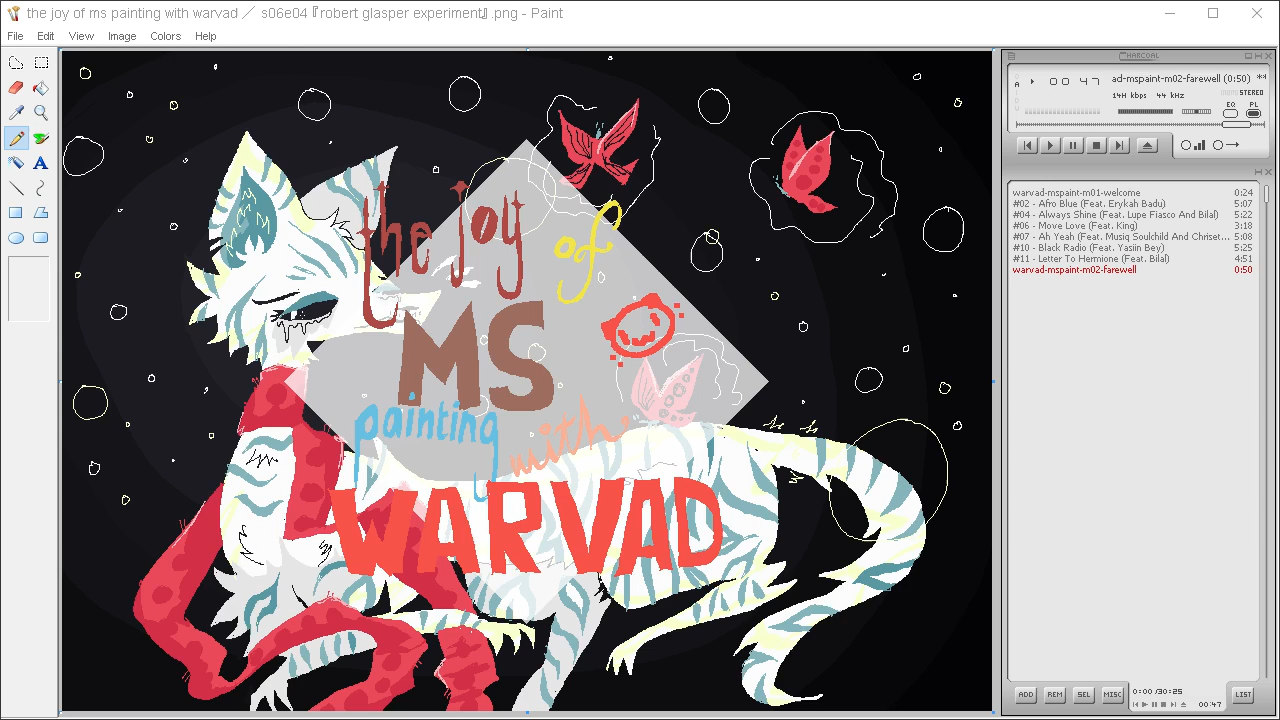 the joy of ms painting with warvad ／ s06e04『robert glasper experiment』.png - Paint
File Edit View Image Colors Help
the joy of
MS
painting with
WARVAD
CHARCOAL
00 47
ad-mspaint-m02-farewell (0:50) ***
144 kbps 44 kHz
STEREO
EQ PL
warvad-mspaint-m01-welcome 0:24
#02 - Afro Blue (Feat. Erykah Badu) 5:07
#04 - Always Shine (Feat. Lupe Fiasco And Bilal) 5:22
#06 - Move Love (Feat. King) 3:18
#07 - Ah Yeah (Feat. Musiq Soulchild And Chriset... 5:08
#10 - Black Radio (Feat. Yasiin Bey) 5:25
#11 - Letter To Hermione (Feat. Bilal) 4:51
warvad-mspaint-m02-farewell 0:50
ADD REM SEL MISC 0:00/30:25 LIST
00:47